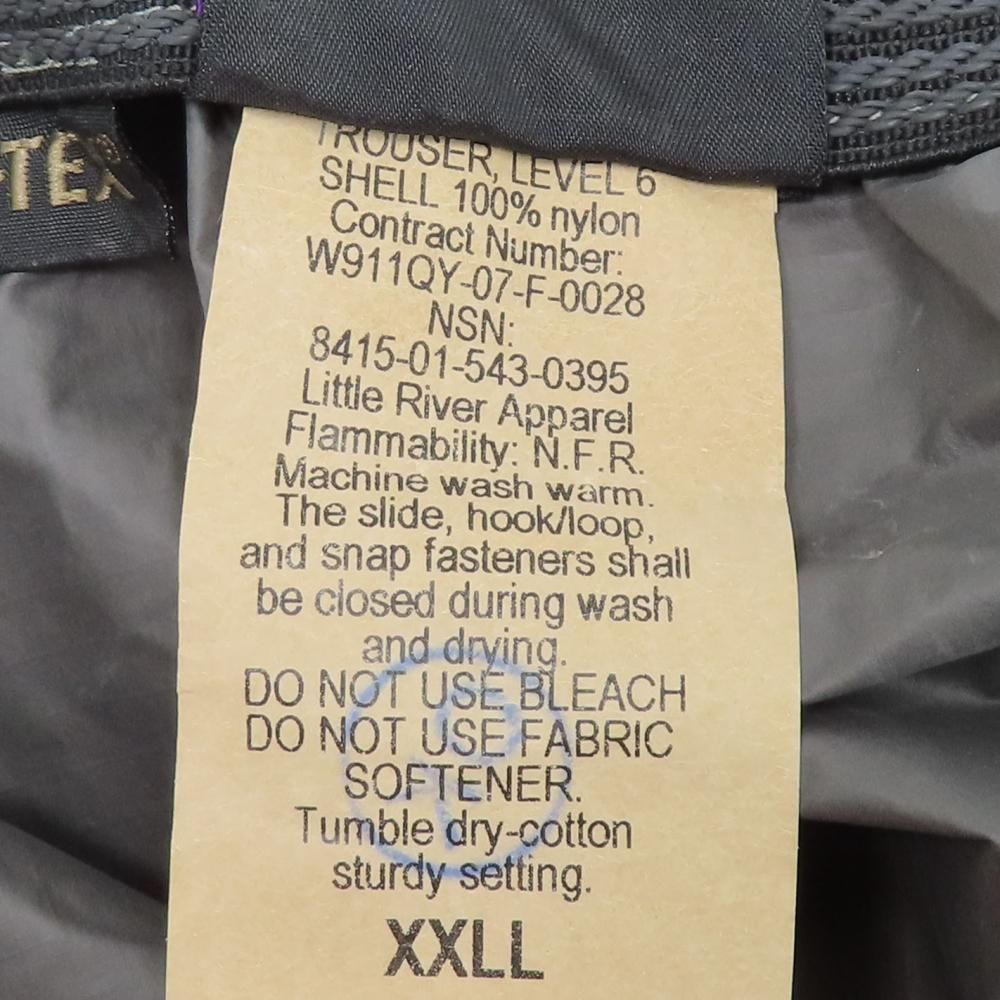 TEX
TROUSER, LEVEL 6
SHELL 100% nylon
Contract Number:
W911QY-07-F-0028
NSN:
8415-01-543-0395
Little River Apparel
Flammability: N.F.R.
Machine wash warm.
The slide, hook/loop,
and snap fasteners shall
be closed during wash
and drying.
DO NOT USE BLEACH
DO NOT USE FABRIC
SOFTENER.
Tumble dry-cotton
sturdy setting.
XXLL